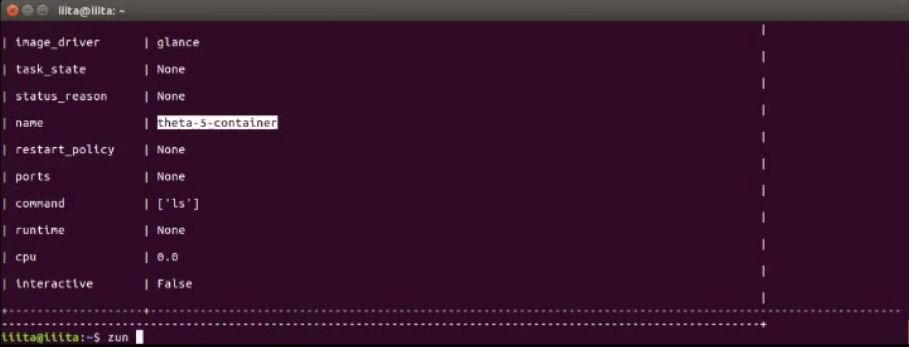 iiita@iiita: ~
| image_driver | glance |
| task_state | None |
| status_reason | None |
| name | theta-5-container |
| restart_policy | None |
| ports | None |
| command | ['ls'] |
| runtime | None |
| cpu | 0.0 |
| interactive | False |
iiita@iiita:~$ zun